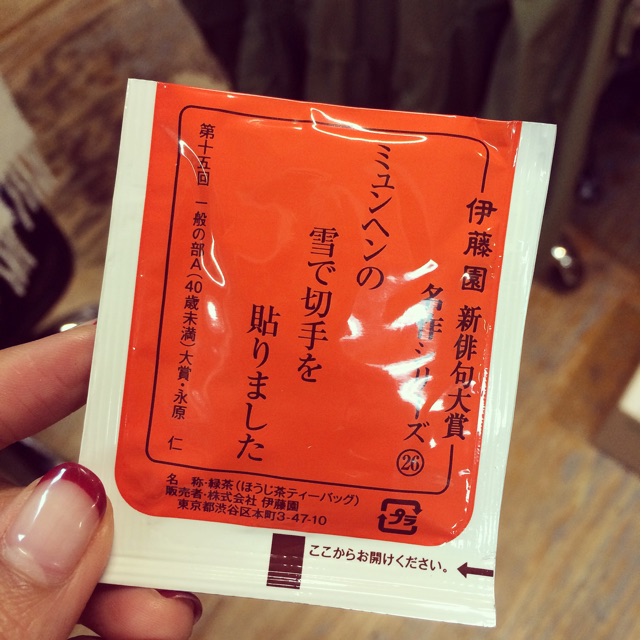 伊藤園 新俳句大賞
名作シリーズ㉖
ミュンヘンの
雪で切手を
貼りました
第十五回 一般の部A(40歳未満)大賞・永原 仁
名 称・緑茶(ほうじ茶ティーバッグ)
販売者・株式会社 伊藤園
東京都渋谷区本町3-47-10
プラ
ここからお開けください。